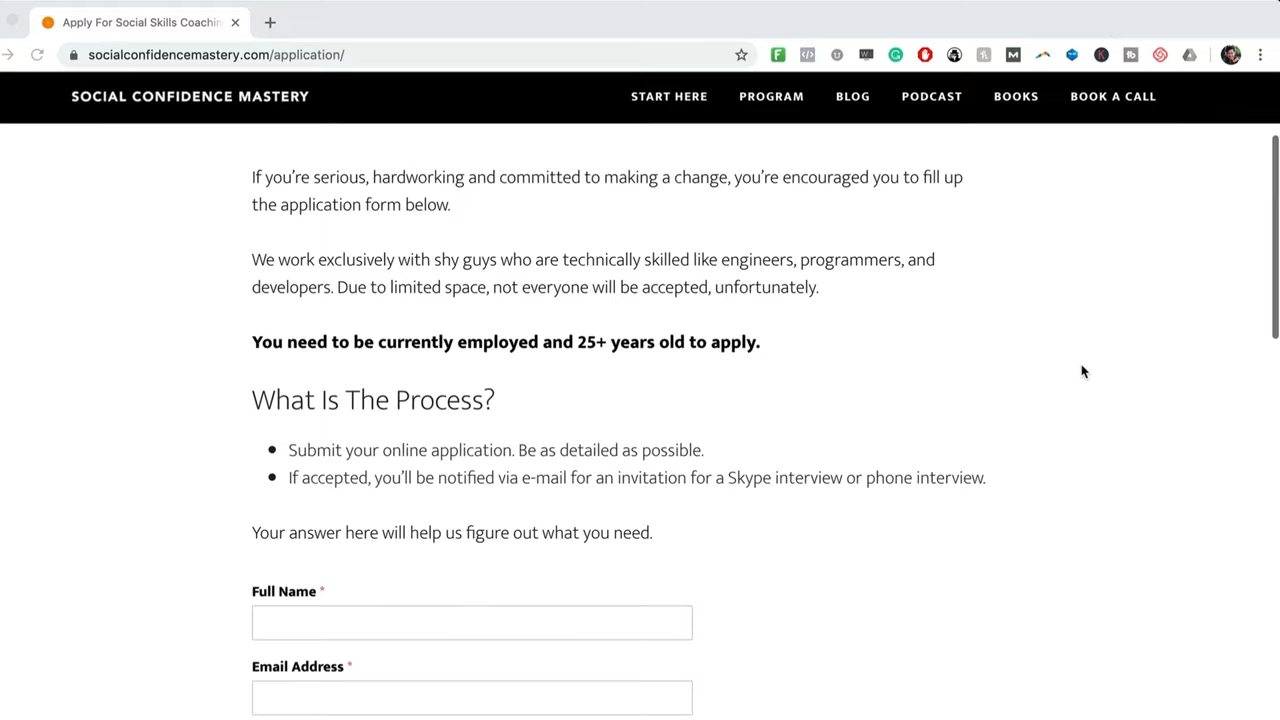 Apply For Social Skills Coachin
socialconfidencemastery.com/application/
SOCIAL CONFIDENCE MASTERY
START HERE
PROGRAM
BLOG
PODCAST
BOOKS
BOOK A CALL
If you’re serious, hardworking and committed to making a change, you’re encouraged you to fill up
the application form below.
We work exclusively with shy guys who are technically skilled like engineers, programmers, and
developers. Due to limited space, not everyone will be accepted, unfortunately.
You need to be currently employed and 25+ years old to apply.
What Is The Process?
Submit your online application. Be as detailed as possible.
If accepted, you’ll be notified via e-mail for an invitation for a Skype interview or phone interview.
Your answer here will help us figure out what you need.
Full Name *
Email Address *